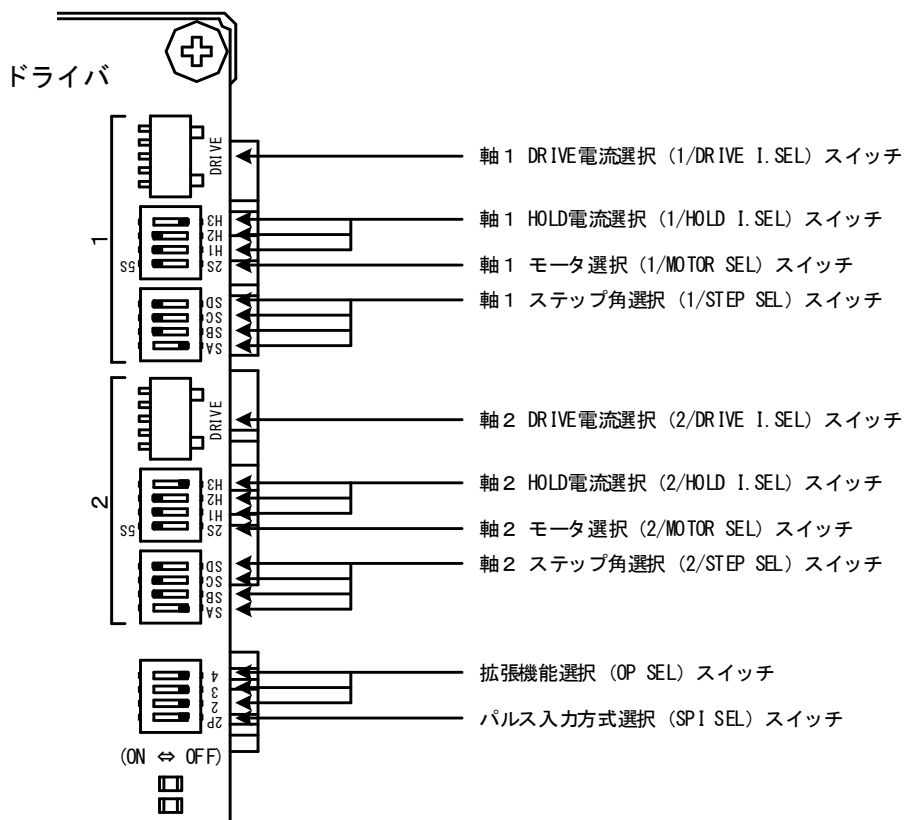 ドライバ
1
DRIVE
H3
H2
H1
5S 2S
SD
SC
SB
SA
軸1 DRIVE電流選択（1/DRIVE I.SEL）スイッチ
軸1 HOLD電流選択（1/HOLD I.SEL）スイッチ
軸1 モータ選択（1/MOTOR SEL）スイッチ
軸1 ステップ角選択（1/STEP SEL）スイッチ
2
DRIVE
H3
H2
H1
5S 2S
SD
SC
SB
SA
軸2 DRIVE電流選択（2/DRIVE I.SEL）スイッチ
軸2 HOLD電流選択（2/HOLD I.SEL）スイッチ
軸2 モータ選択（2/MOTOR SEL）スイッチ
軸2 ステップ角選択（2/STEP SEL）スイッチ
4
3
2
2P
拡張機能選択（OP SEL）スイッチ
パルス入力方式選択（SPI SEL）スイッチ
(ON ⇔ OFF)